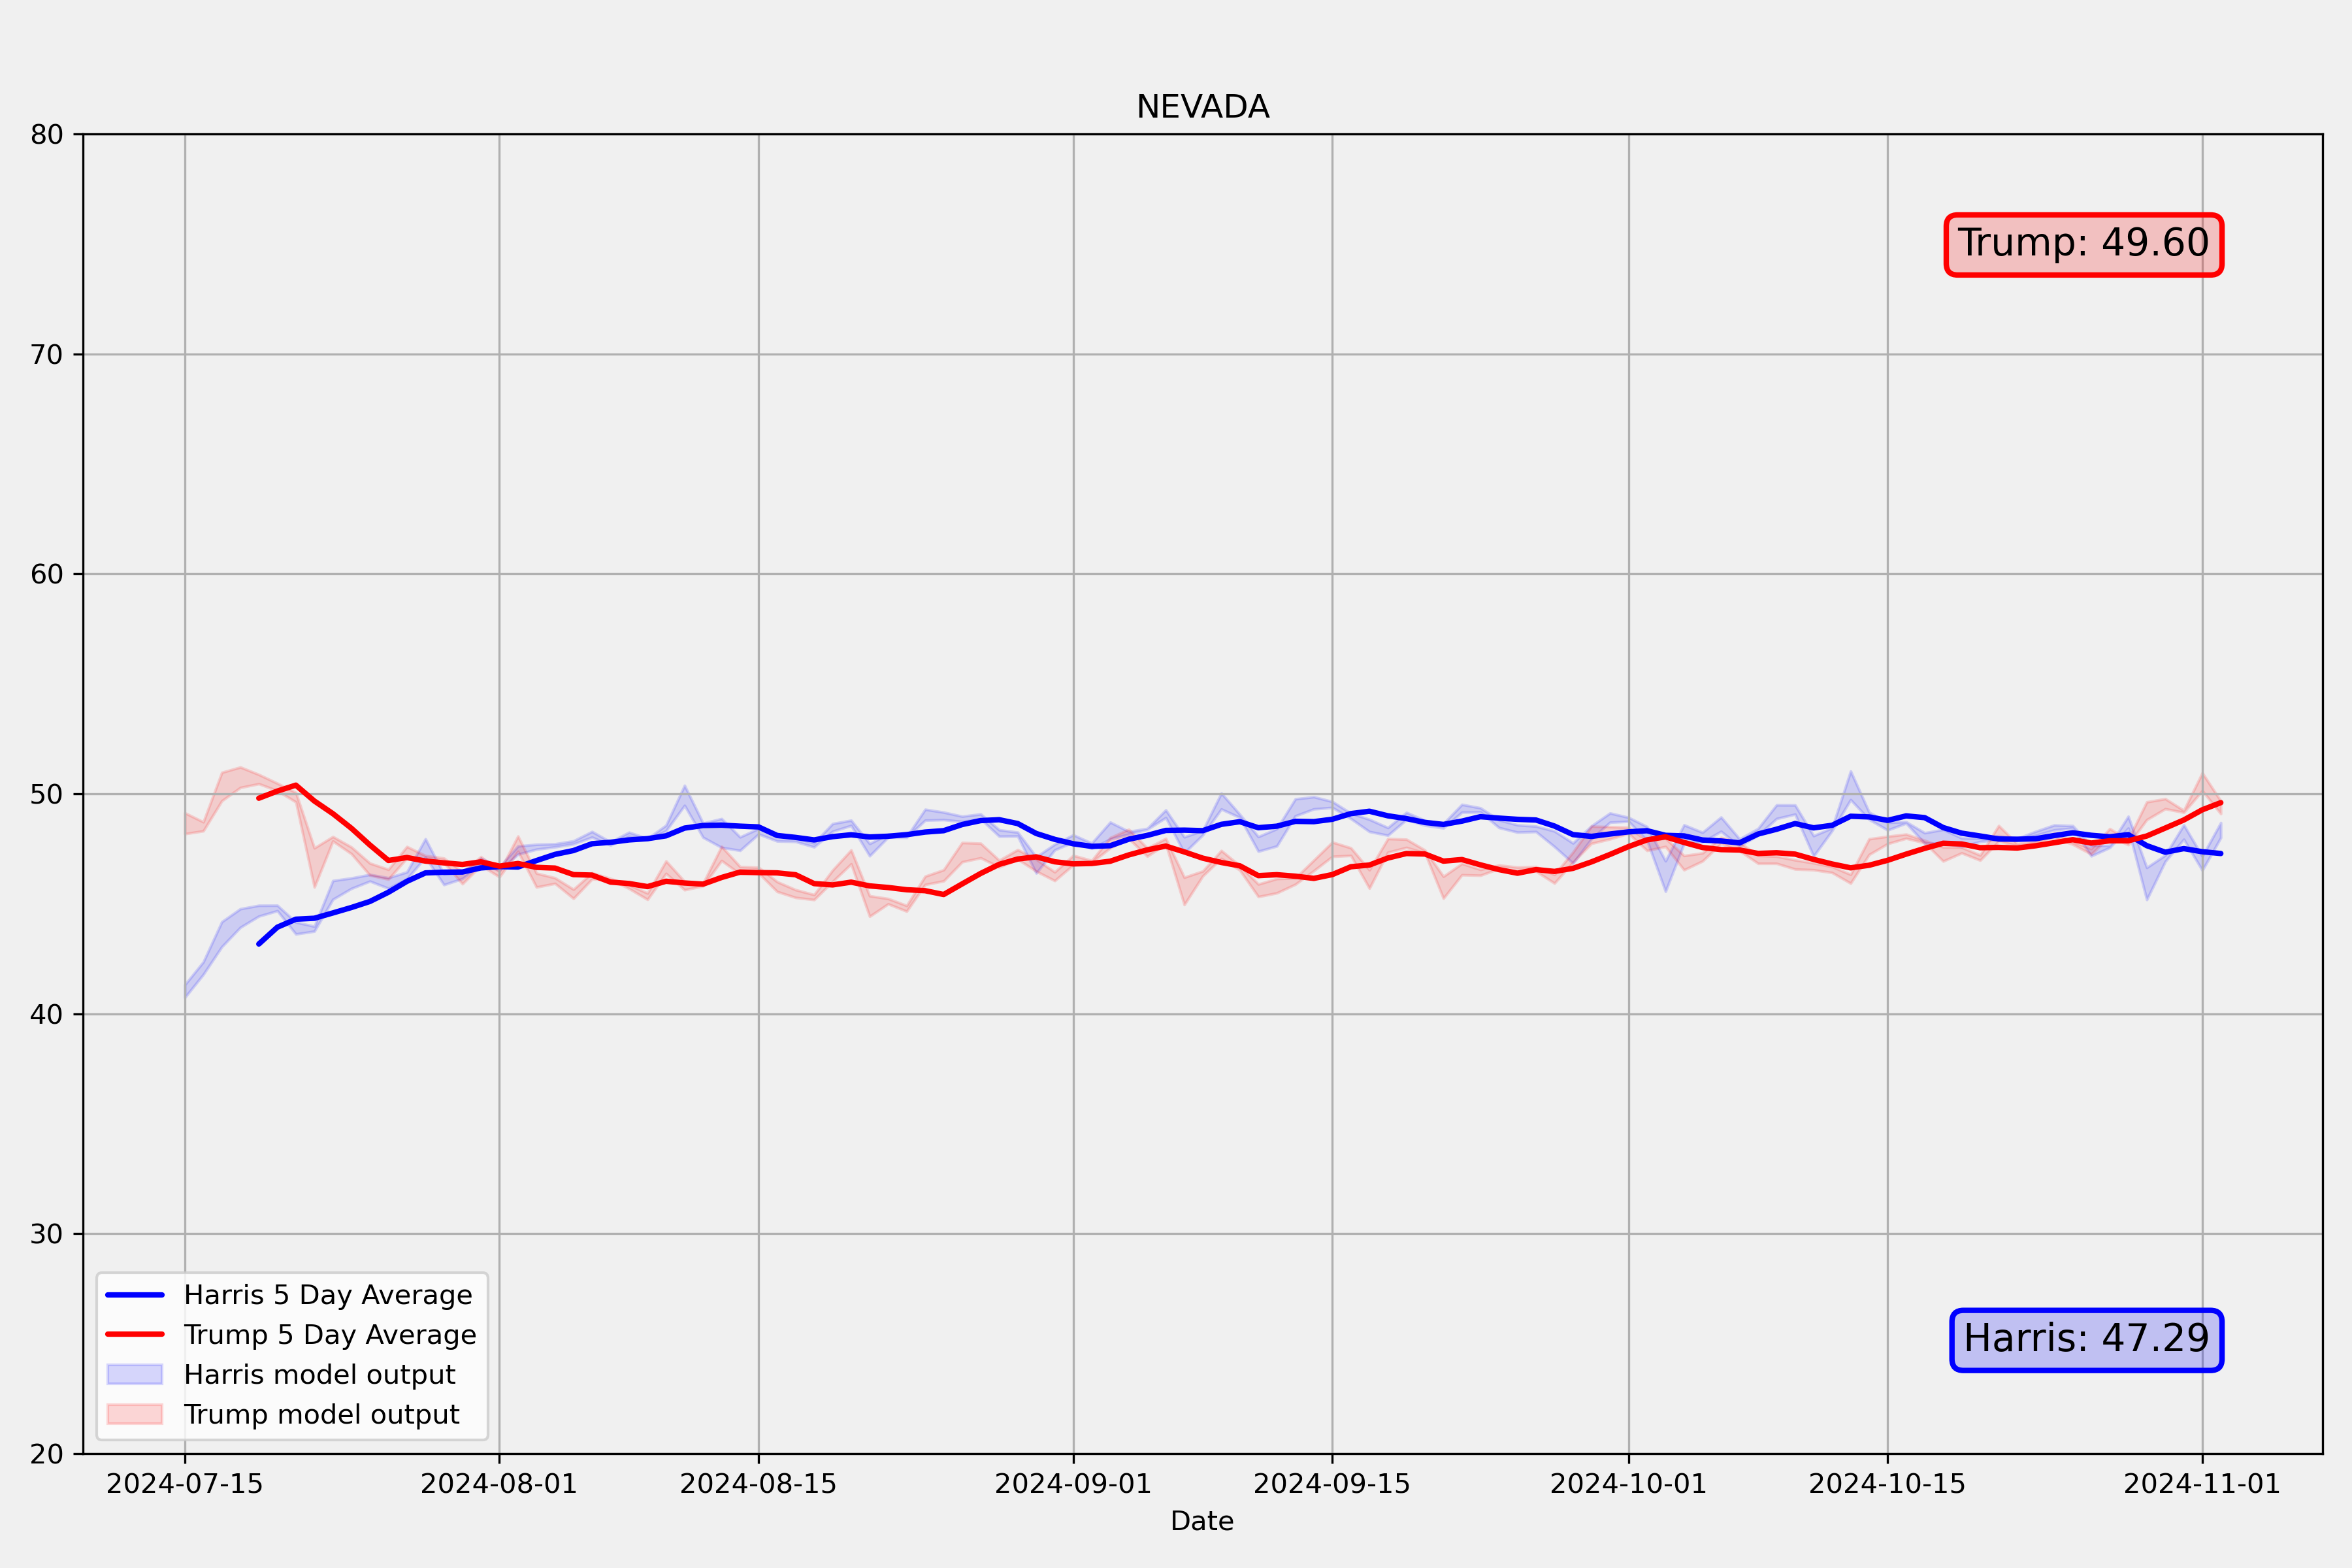 NEVADA
80
70
60
50
40
30
20
Trump: 49.60
Harris: 47.29
Harris 5 Day Average
Trump 5 Day Average
Harris model output
Trump model output
2024-07-15 2024-08-01 2024-08-15 2024-09-01 2024-09-15 2024-10-01 2024-10-15 2024-11-01
Date